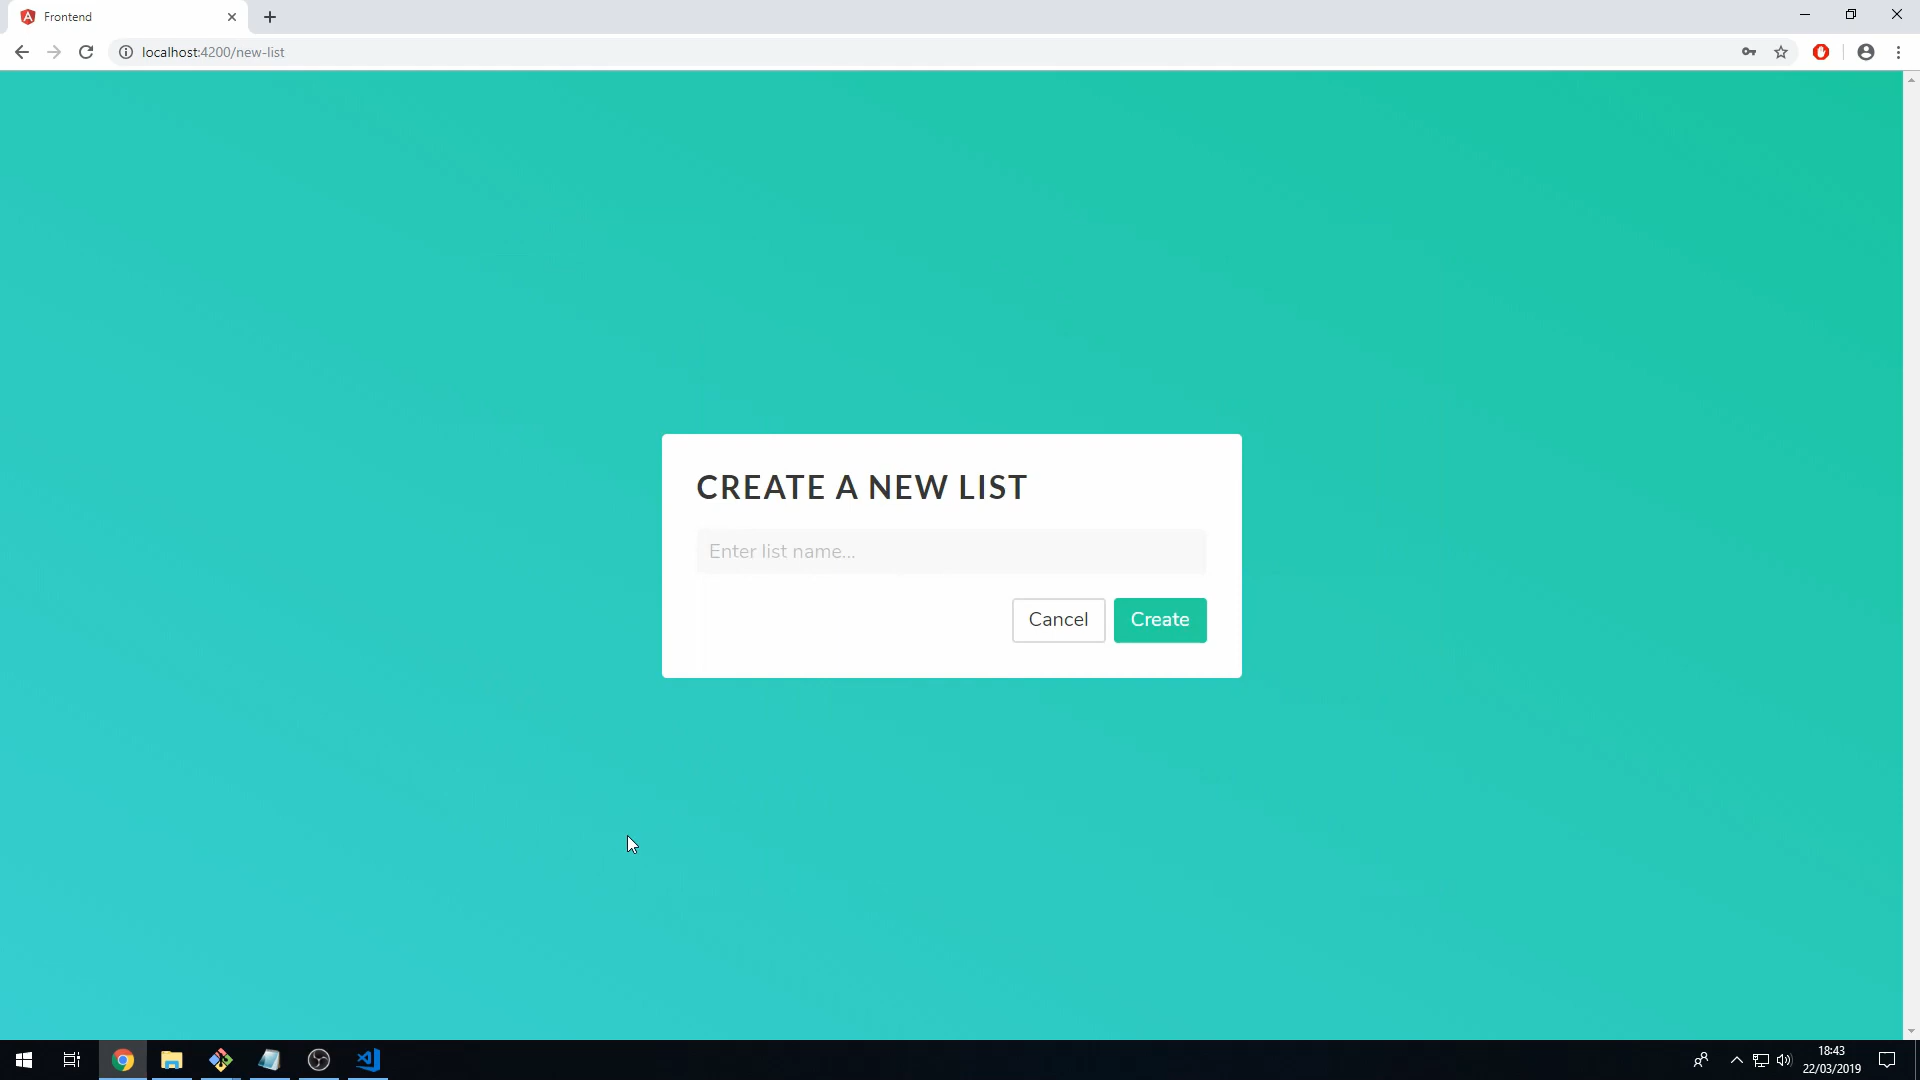 Frontend
localhost:4200/new-list
CREATE A NEW LIST
Enter list name...
Cancel
Create
18:43
22/03/2019